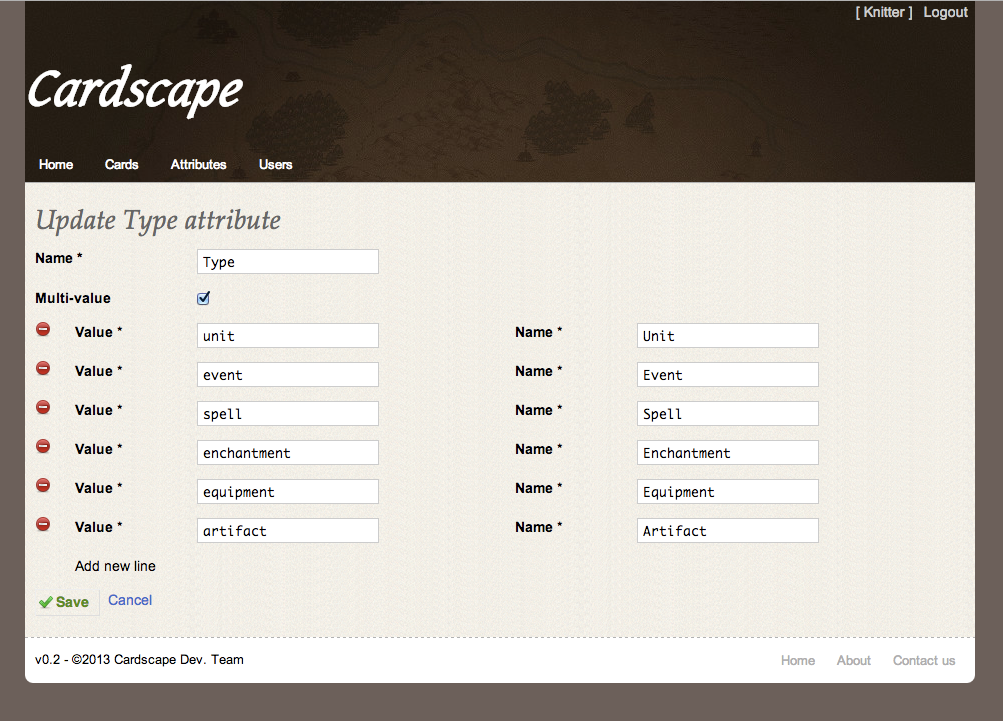 [ Knitter ] Logout
Cardscape
Home Cards Attributes Users
Update Type attribute
Name * Type
Multi-value
Value * unit Name * Unit
Value * event Name * Event
Value * spell Name * Spell
Value * enchantment Name * Enchantment
Value * equipment Name * Equipment
Value * artifact Name * Artifact
Add new line
Save Cancel
v0.2 - ©2013 Cardscape Dev. Team Home About Contact us